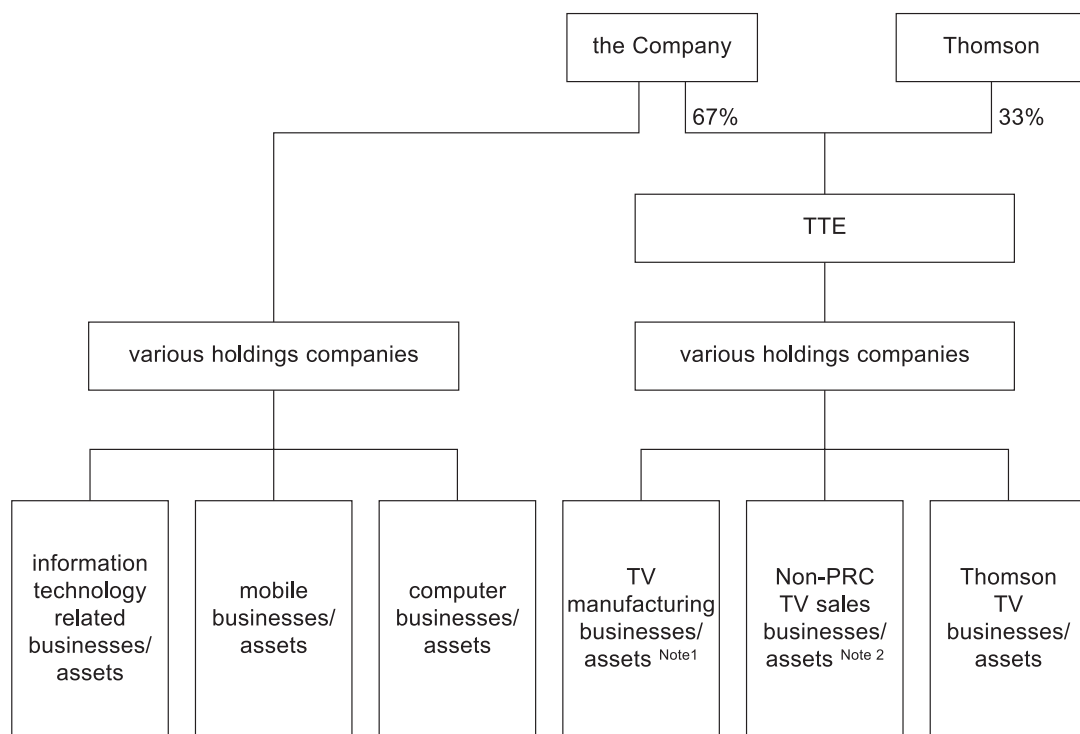 the Company
Thomson
67%
33%
TTE
various holdings companies
various holdings companies
information
technology
related
businesses/
assets
mobile
businesses/
assets
computer
businesses/
assets
TV
manufacturing
businesses/
assets Note1
Non-PRC
TV sales
businesses/
assets Note 2
Thomson
TV
businesses/
assets